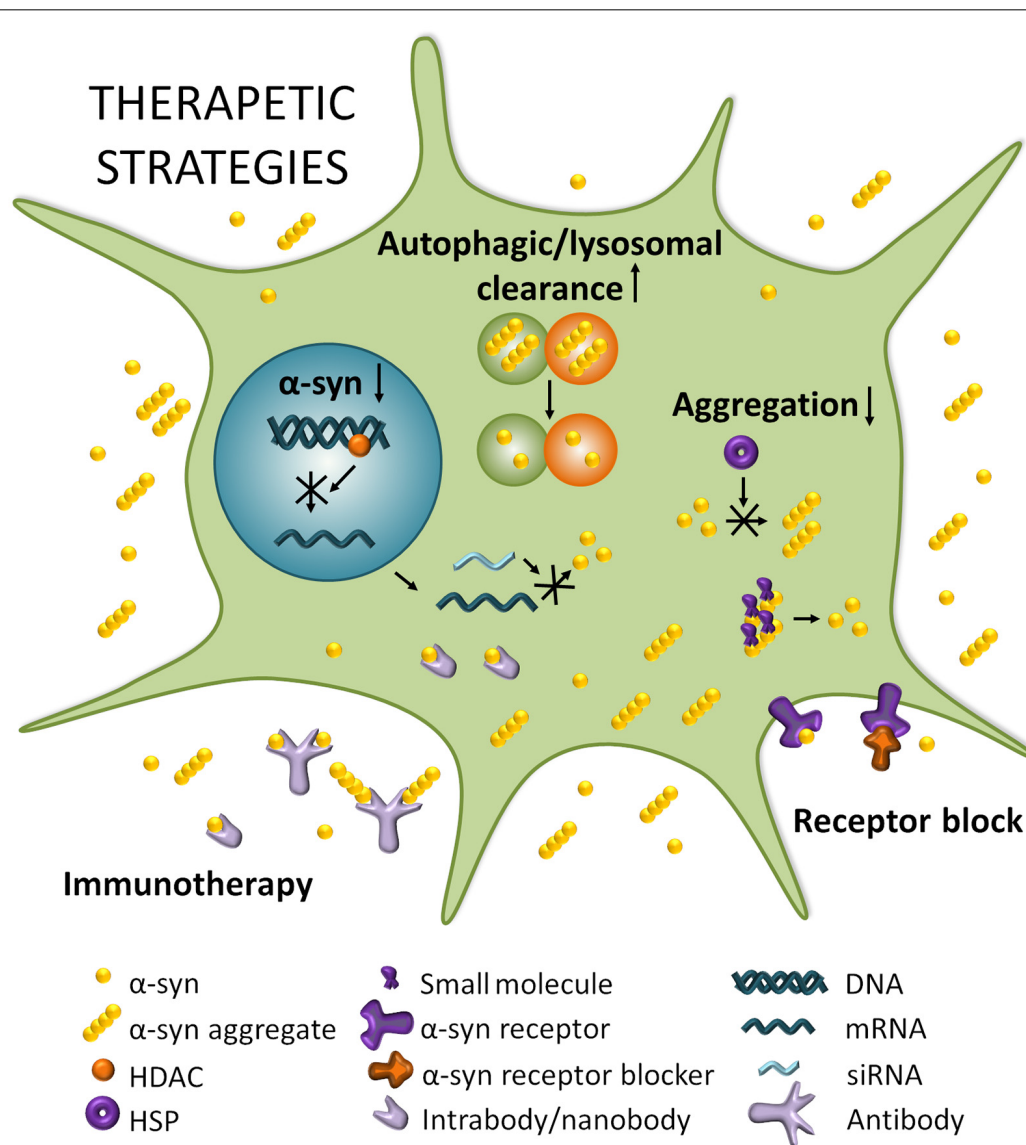 THERAPETIC
STRATEGIES
Autophagic/lysosomal
clearance
α-syn
Aggregation
Receptor block
Immunotherapy
α-syn
α-syn aggregate
HDAC
HSP
Small molecule
α-syn receptor
α-syn receptor blocker
Intrabody/nanobody
DNA
mRNA
siRNA
Antibody